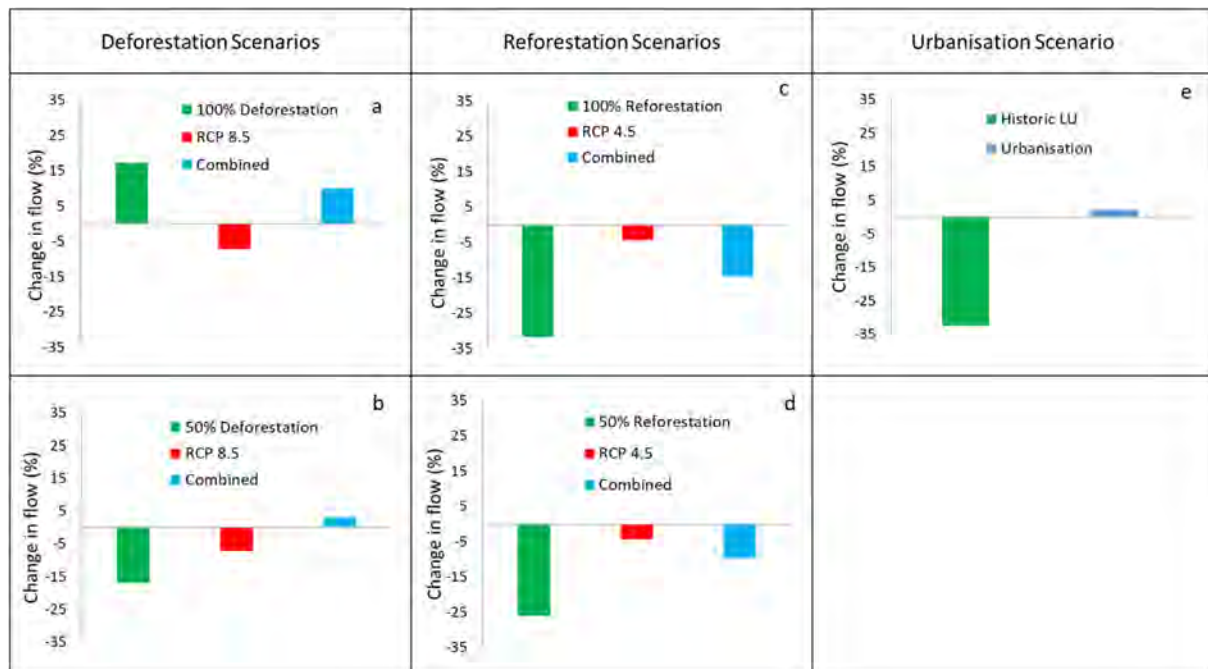 Deforestation Scenarios
Reforestation Scenarios
Urbanisation Scenario
a
Change in flow (%)
35
25
15
5
-5
-15
-25
-35
100% Deforestation
RCP 8.5
Combined
c
Change in flow (%)
35
25
15
5
-5
-15
-25
-35
100% Reforestation
RCP 4.5
Combined
e
Change in flow (%)
35
25
15
5
-5
-15
-25
-35
Historic LU
Urbanisation
b
Change in flow (%)
35
25
15
5
-5
-15
-25
-35
50% Deforestation
RCP 8.5
Combined
d
Change in flow (%)
35
25
15
5
-5
-15
-25
-35
50% Reforestation
RCP 4.5
Combined